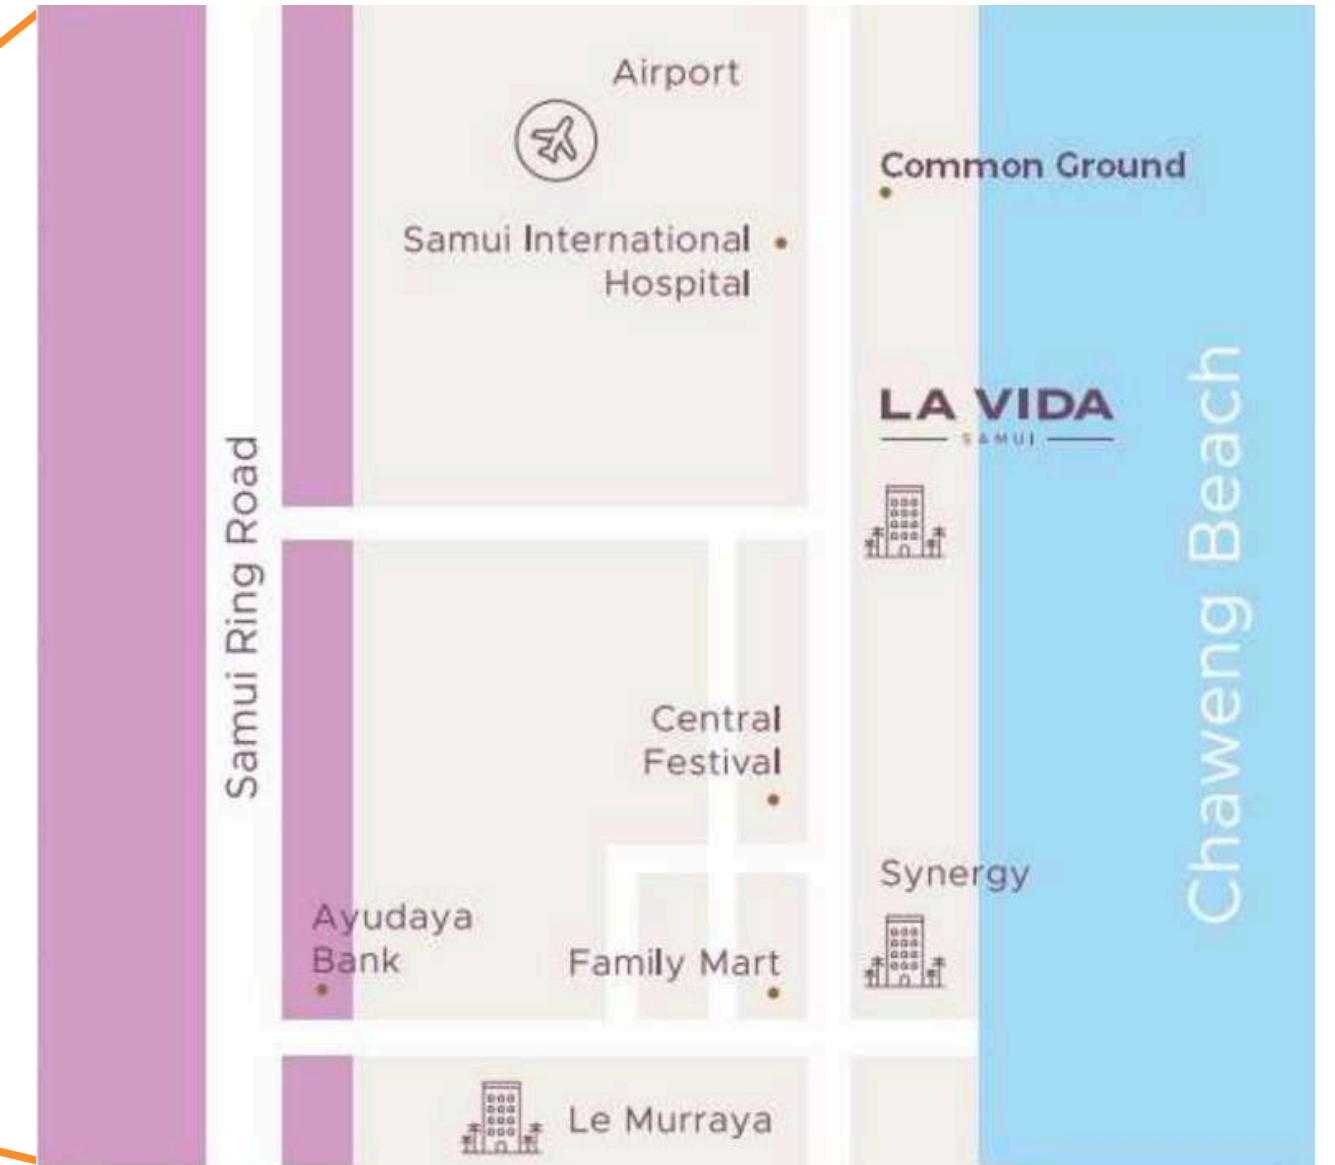 Airport
Common Ground
Samui International
Hospital
LA VIDA
SAMUI
Samui Ring Road
Chaweng Beach
Central
Festival
Synergy
Ayudaya
Bank
Family Mart
Le Murraya